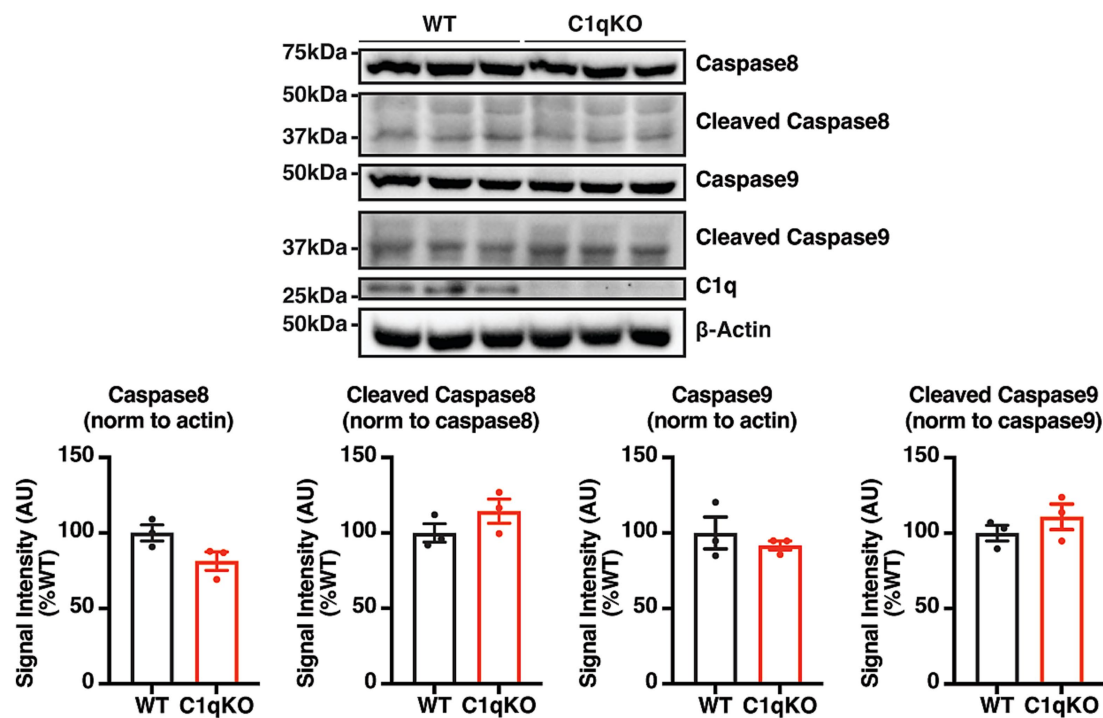 WT C1qKO
75kDa Caspase8
50kDa
37kDa Cleaved Caspase8
50kDa Caspase9
37kDa Cleaved Caspase9
25kDa C1q
50kDa β-Actin
Caspase8
(norm to actin)
Signal Intensity (AU)
(%WT)
150
100
50
0
WT C1qKO
Cleaved Caspase8
(norm to caspase8)
Signal Intensity (AU)
(%WT)
150
100
50
0
WT C1qKO
Caspase9
(norm to actin)
Signal Intensity (AU)
(%WT)
150
100
50
0
WT C1qKO
Cleaved Caspase9
(norm to caspase9)
Signal Intensity (AU)
(%WT)
150
100
50
0
WT C1qKO